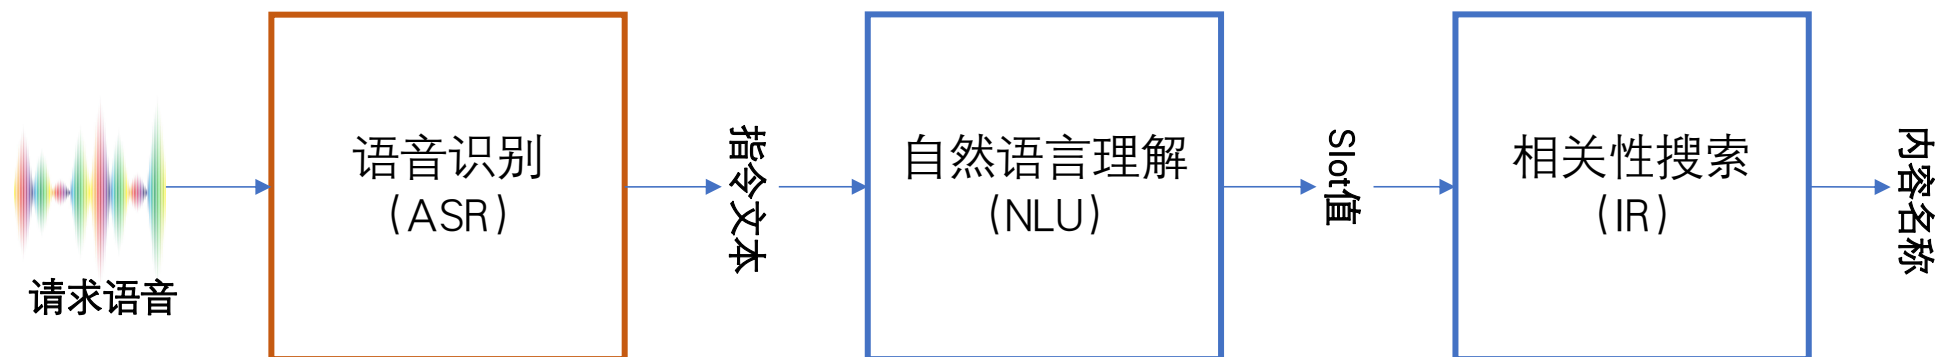 请求语音
语音识别
(ASR)
指令文本
自然语言理解
(NLU)
Slot值
相关性搜索
(IR)
内容名称